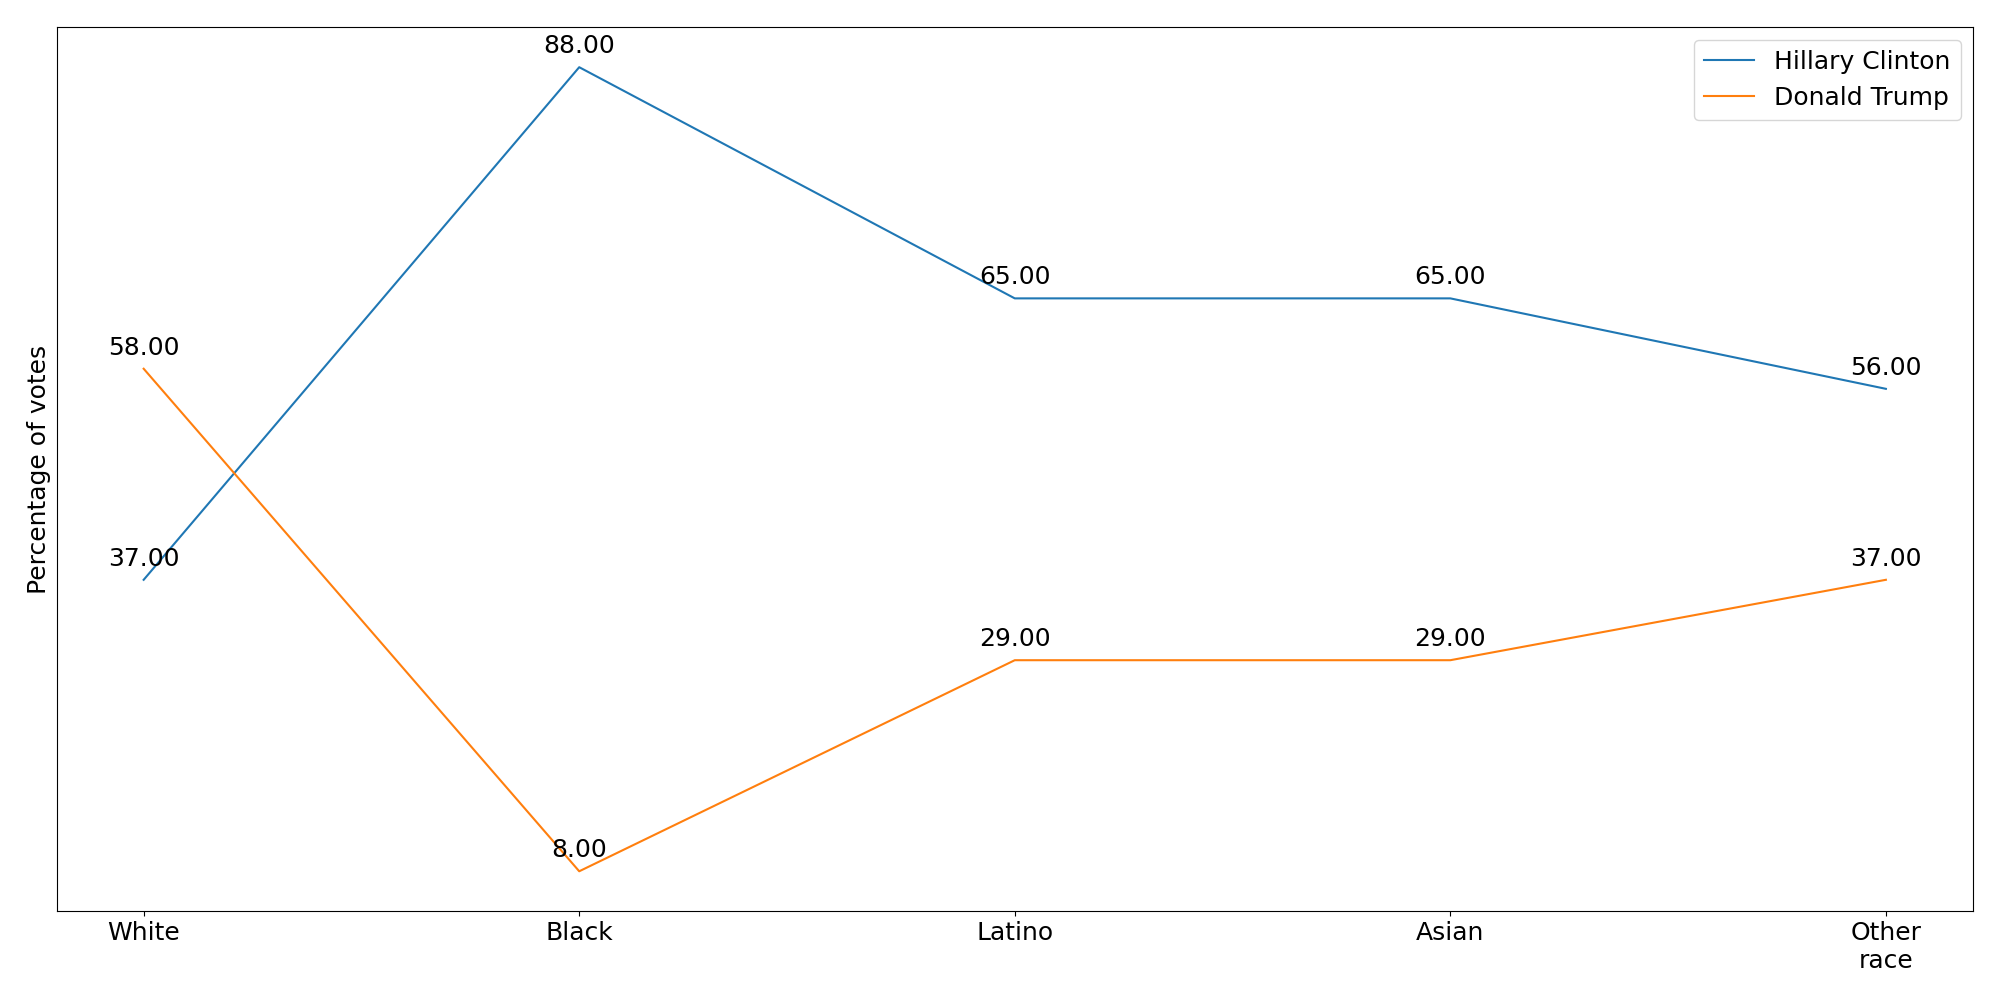 Percentage of votes
Hillary Clinton
Donald Trump
88.00
65.00
65.00
58.00
56.00
37.00
37.00
29.00
29.00
8.00
White
Black
Latino
Asian
Other
race